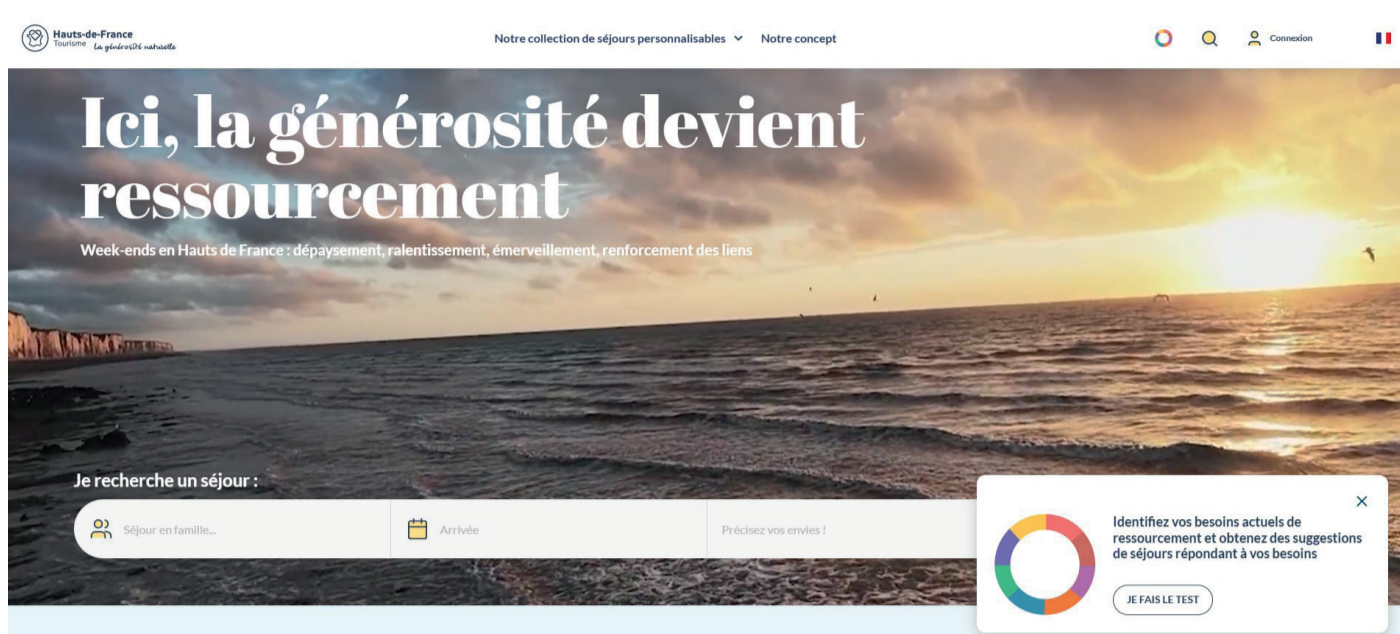 Hauts-de-France
Tourisme La générosité naturelle
Notre collection de séjours personnalisables Notre concept
Connexion
Ici, la générosité devient
ressourcement
Week-ends en Hauts de France : dépaysement, ralentissement, émerveillement, renforcement des liens
Je recherche un séjour :
Séjour en famille...
Arrivée
Précisez vos envies !
Identifiez vos besoins actuels de
ressourcement et obtenez des suggestions
de séjours répondant à vos besoins
JE FAIS LE TEST